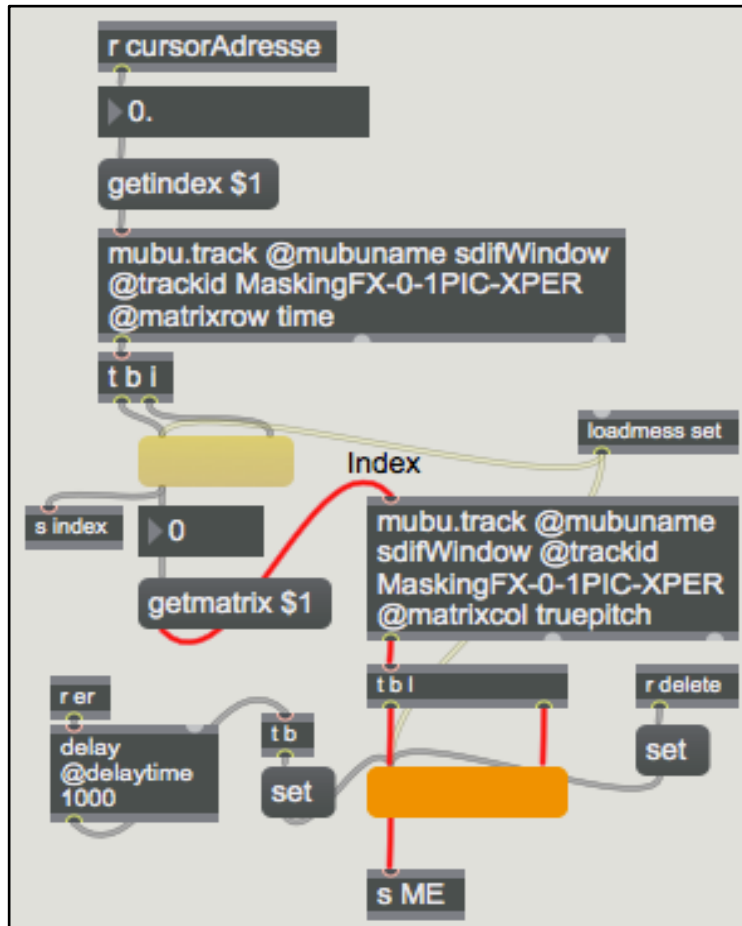 r cursorAdresse
0.
getindex $1
mubu.track @mubuname sdifWindow
@trackid MaskingFX-0-1PIC-XPER
@matrixrow time
t b i
loadmess set
Index
s index
0
mubu.track @mubuname
sdifWindow @trackid
MaskingFX-0-1PIC-XPER
@matrixcol truepitch
getmatrix $1
r er
t b l
r delete
delay
@delaytime
1000
t b
set
set
s ME